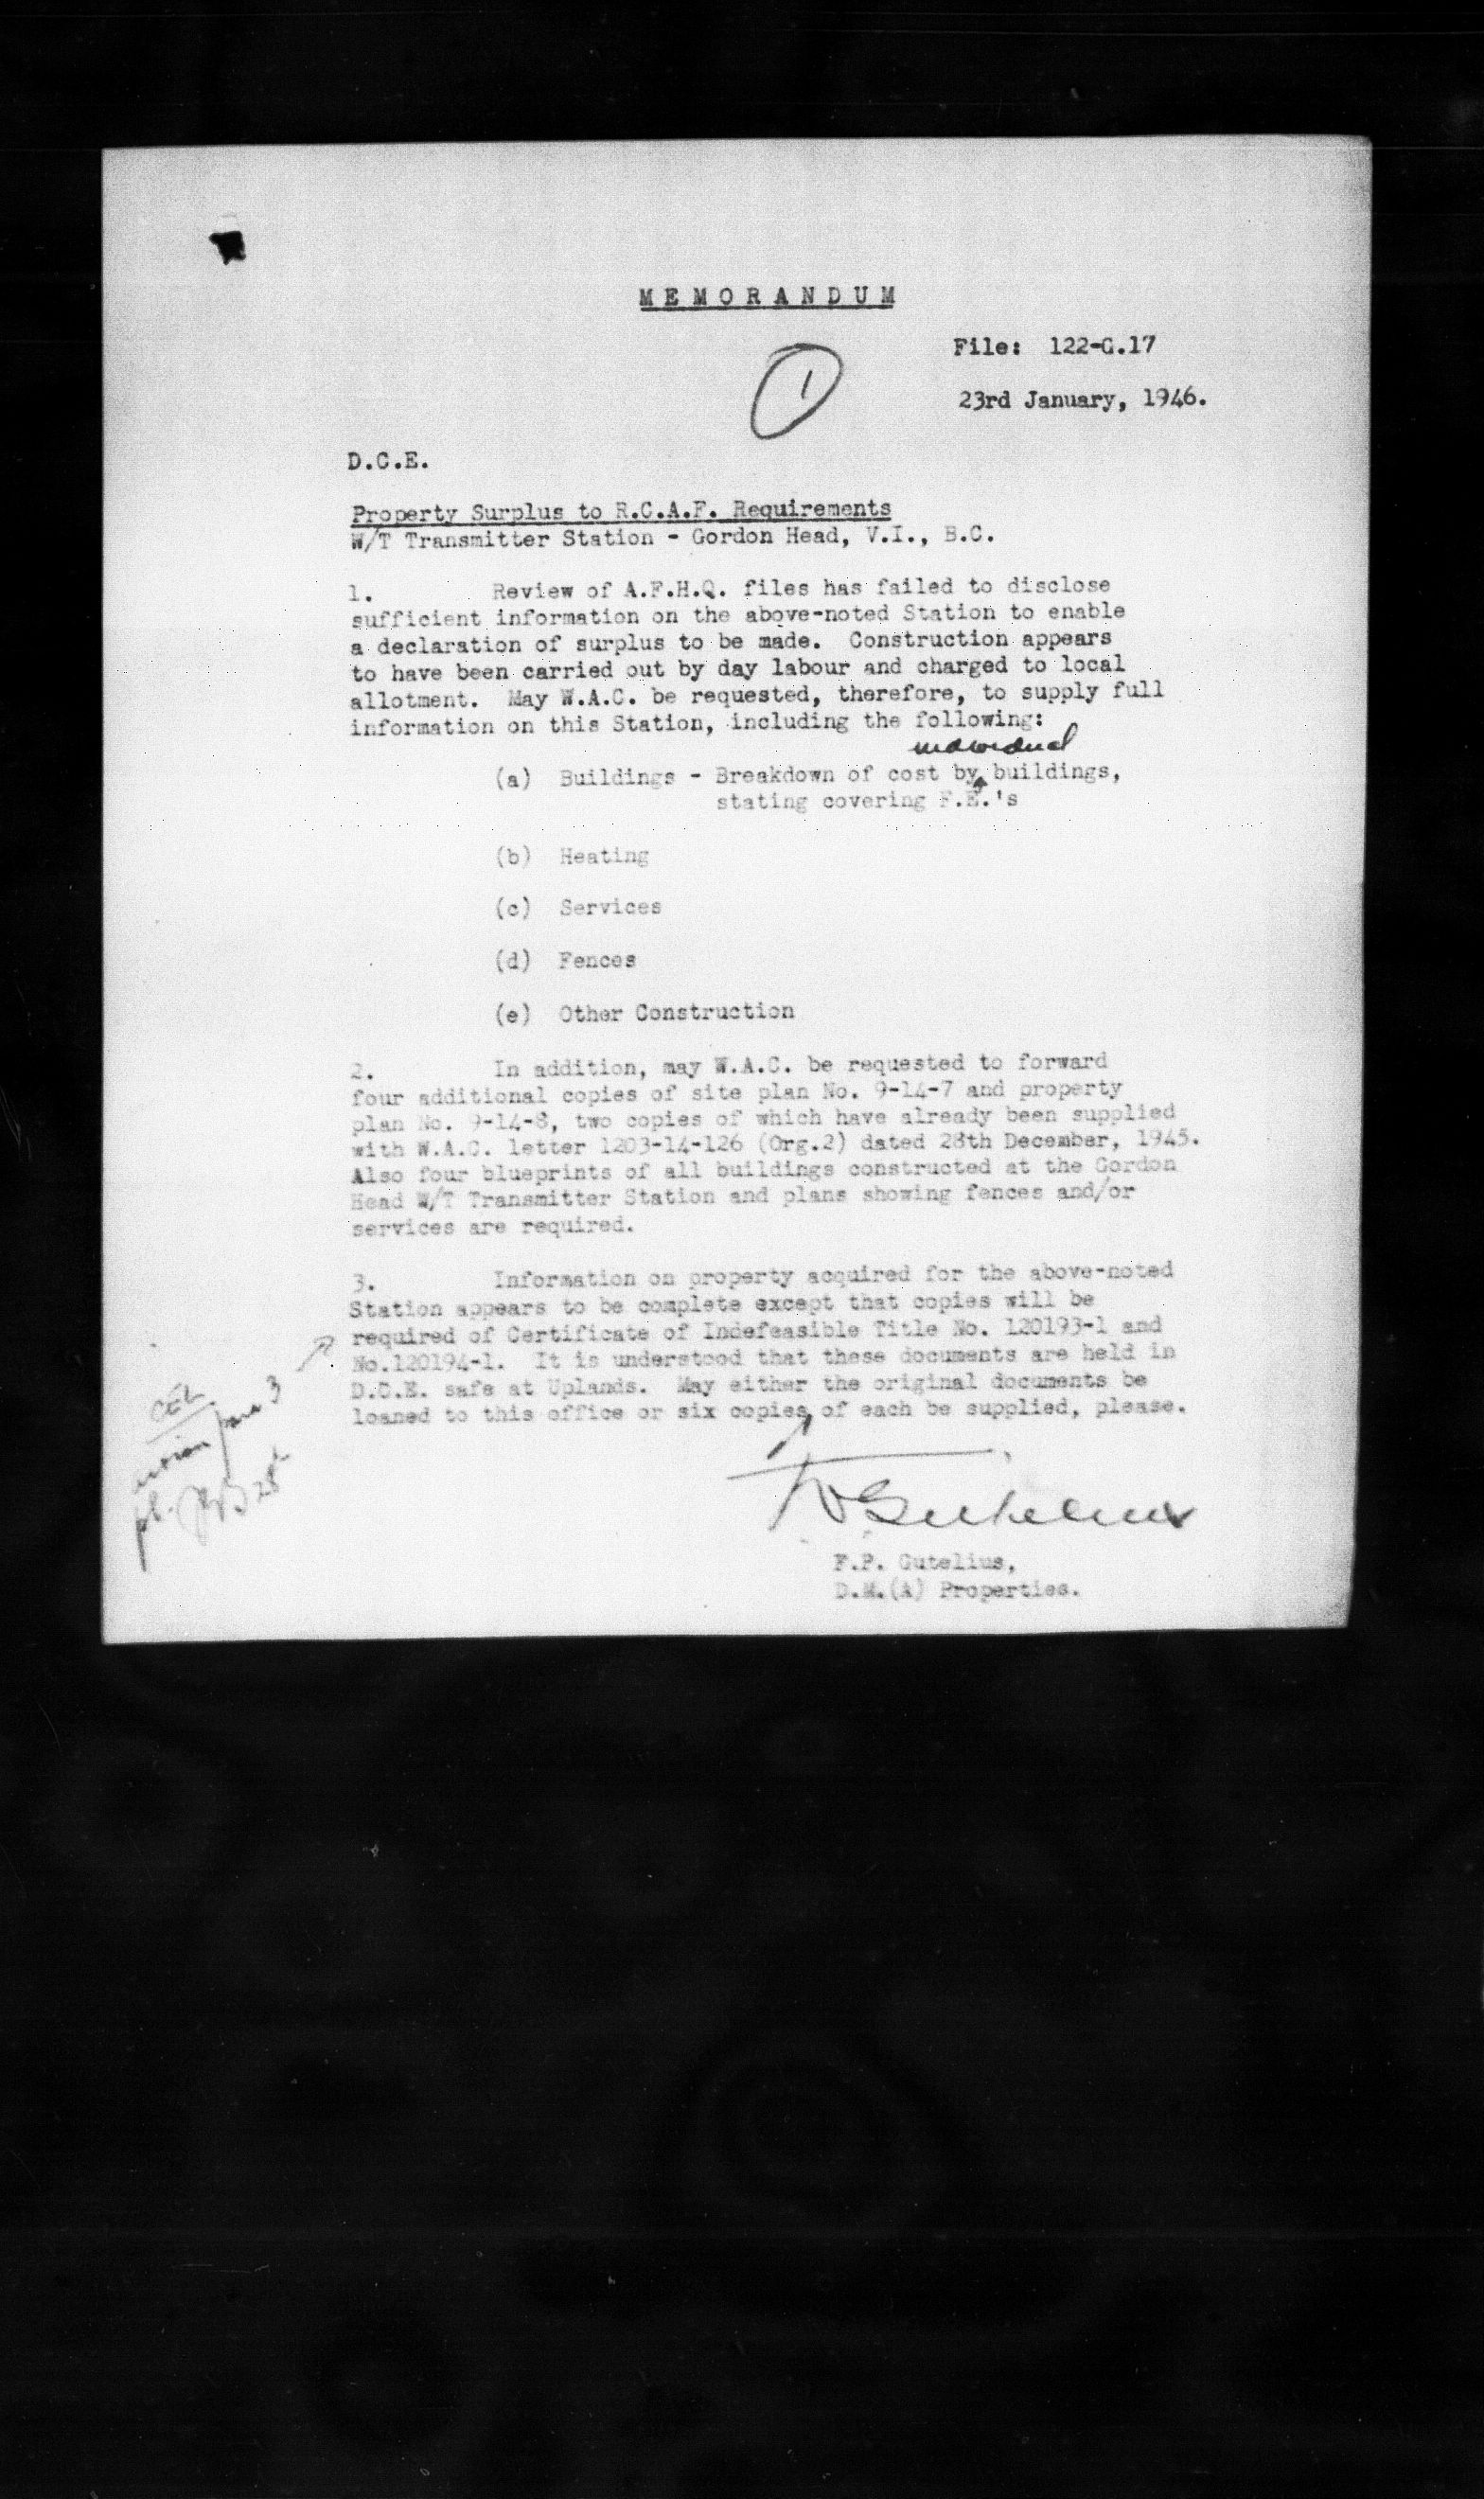 MEMORANDUM
1
File: 122-G.17
23rd January, 1946.
D.C.E.
Property Surplus to R.C.A.F. Requirements
W/T Transmitter Station - Gordon Head, V.I., B.C.
1. Review of A.F.H.Q. files has failed to disclose
sufficient information on the above-noted Station to enable
a declaration of surplus to be made. Construction appears
to have been carried out by day labour and charged to local
allotment. May W.A.C. be requested, therefore, to supply full
information on this Station, including the following:
individual
(a) Buildings - Breakdown of cost by buildings,
stating covering F.E.'s
(b) Heating
(c) Services
(d) Fences
(e) Other Construction
2. In addition, may W.A.C. be requested to forward
four additional copies of site plan No. 9-14-7 and property
plan No. 9-14-8, two copies of which have already been supplied
with W.A.C. letter 1203-14-126 (Org.2) dated 28th December, 1945.
Also four blueprints of all buildings constructed at the Gordon
Head W/T Transmitter Station and plans showing fences and/or
services are required.
3. Information on property acquired for the above-noted
Station appears to be complete except that copies will be
required of Certificate of Indefeasible Title No. 120193-1 and
No.120194-1. It is understood that these documents are held in
D.C.E. safe at Uplands. May either the original documents be
loaned to this office or six copies, of each be supplied, please.
para 3
pl.
F.P. Gutelius,
D.M.(A) Properties.